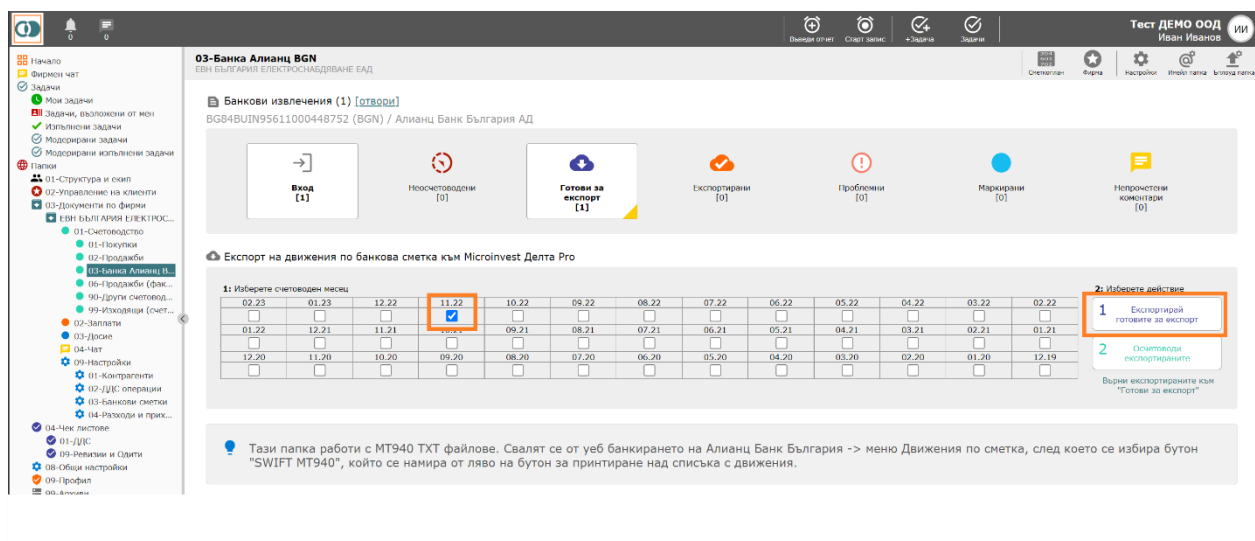 0
0
Въведи отчет
Старт запис
+Задача
Задачи
Тест ДЕМО ООД
Иван Иванов
ИИ
Начало
Фирмен чат
Задачи
Мои задачи
Задачи, възложени от мен
Изпълнени задачи
Модерирани задачи
Модерирани изпълнени задачи
Папки
01-Структура и екип
02-Управление на клиенти
03-Документи по фирми
ЕВН БЪЛГАРИЯ ЕЛЕКТРОС...
01-Счетоводство
01-Покупки
02-Продажби
03-Банка Алианц B...
06-Продажби (фак...
90-Други счетовод...
99-Изходящи (счет...
02-Заплати
03-Досие
04-Чат
09-Настройки
01-Контрагенти
02-ДДС операции
03-Банкови сметки
04-Разходи и прих...
04-Чек листове
01-ДДС
09-Ревизии и Одити
08-Общи настройки
09-Профил
99-Архиви
03-Банка Алианц BGN
ЕВН БЪЛГАРИЯ ЕЛЕКТРОСНАБДЯВАНЕ ЕАД
Сметкоплан
Фирма
Настройки
Имейл папка
Ъплоуд папка
Банкови извлечения (1) [отвори]
BG84BUIN95611000448752 (BGN) / Алианц Банк България АД
Вход
[1]
Неосчетоводени
[0]
Готови за
експорт
[1]
Експортирани
[0]
Проблемни
[0]
Маркирани
[0]
Непрочетени
коментари
[0]
Експорт на движения по банкова сметка към Microinvest Делта Pro
1: Изберете счетоводен месец
02.23 01.23 12.22 11.22 10.22 09.22 08.22 07.22 06.22 05.22 04.22 03.22 02.22
01.22 12.21 11.21 10.21 09.21 08.21 07.21 06.21 05.21 04.21 03.21 02.21 01.21
12.20 11.20 10.20 09.20 08.20 07.20 06.20 05.20 04.20 03.20 02.20 01.20 12.19
2: Изберете действие
1 Експортирай
готовите за експорт
2 Осчетоводи
експортираните
Върни експортираните към
"Готови за експорт"
Тази папка работи с MT940 TXT файлове. Свалят се от уеб банкирането на Алианц Банк България -> меню Движения по сметка, след което се избира бутон
"SWIFT MT940", който се намира от ляво на бутон за принтиране над списъка с движения.